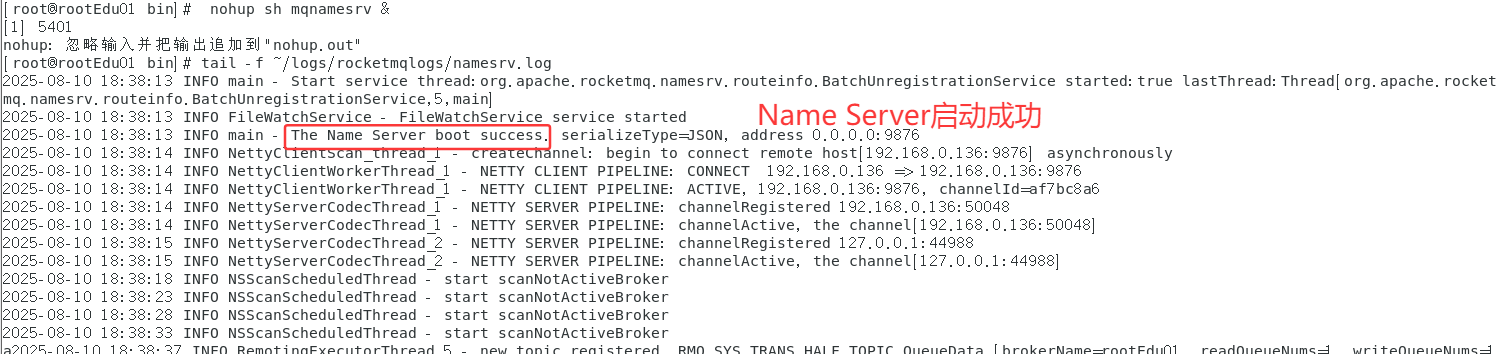 [root@rootEdu01 bin]#  nohup sh mqnamesrv &
[1] 5401
nohup: 忽略输入并把输出追加到"nohup.out"
[root@rootEdu01 bin]# tail -f ~/logs/rocketmqlogs/namesrv.log
2025-08-10 18:38:13 INFO main - Start service thread:org.apache.rocketmq.namesrv.routeinfo.BatchUnregistrationService started:true lastThread:Thread[org.apache.rocket
mq.namesrv.routeinfo.BatchUnregistrationService,5,main]
2025-08-10 18:38:13 INFO FileWatchService - FileWatchService service started
Name Server启动成功
2025-08-10 18:38:13 INFO main - The Name Server boot success. serializeType=JSON, address 0.0.0.0:9876
2025-08-10 18:38:14 INFO NettyClientScan_thread_1 - createChannel: begin to connect remote host[192.168.0.136:9876] asynchronously
2025-08-10 18:38:14 INFO NettyClientWorkerThread_1 - NETTY CLIENT PIPELINE: CONNECT  192.168.0.136 => 192.168.0.136:9876
2025-08-10 18:38:14 INFO NettyClientWorkerThread_1 - NETTY CLIENT PIPELINE: ACTIVE, 192.168.0.136:9876, channelId=af7bc8a6
2025-08-10 18:38:14 INFO NettyServerCodecThread_1 - NETTY SERVER PIPELINE: channelRegistered 192.168.0.136:50048
2025-08-10 18:38:14 INFO NettyServerCodecThread_1 - NETTY SERVER PIPELINE: channelActive, the channel[192.168.0.136:50048]
2025-08-10 18:38:15 INFO NettyServerCodecThread_2 - NETTY SERVER PIPELINE: channelRegistered 127.0.0.1:44988
2025-08-10 18:38:15 INFO NettyServerCodecThread_2 - NETTY SERVER PIPELINE: channelActive, the channel[127.0.0.1:44988]
2025-08-10 18:38:18 INFO NSScanScheduledThread - start scanNotActiveBroker
2025-08-10 18:38:23 INFO NSScanScheduledThread - start scanNotActiveBroker
2025-08-10 18:38:28 INFO NSScanScheduledThread - start scanNotActiveBroker
2025-08-10 18:38:33 INFO NSScanScheduledThread - start scanNotActiveBroker
a2025-08-10 18:38:37 INFO RemotingExecutorThread_5 - new topic registered, RMQ_SYS_TRANS_HALF_TOPIC QueueData [brokerName=rootEdu01, readQueueNums=1, writeQueueNums=1